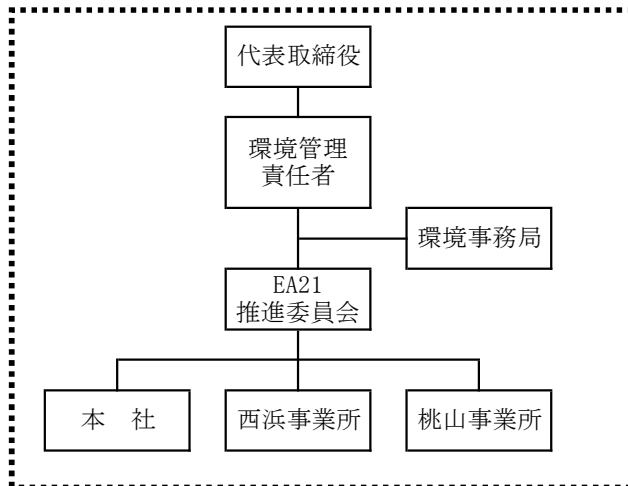 代表取締役
環境管理
責任者
環境事務局
EA21
推進委員会
本　社
西浜事業所
桃山事業所